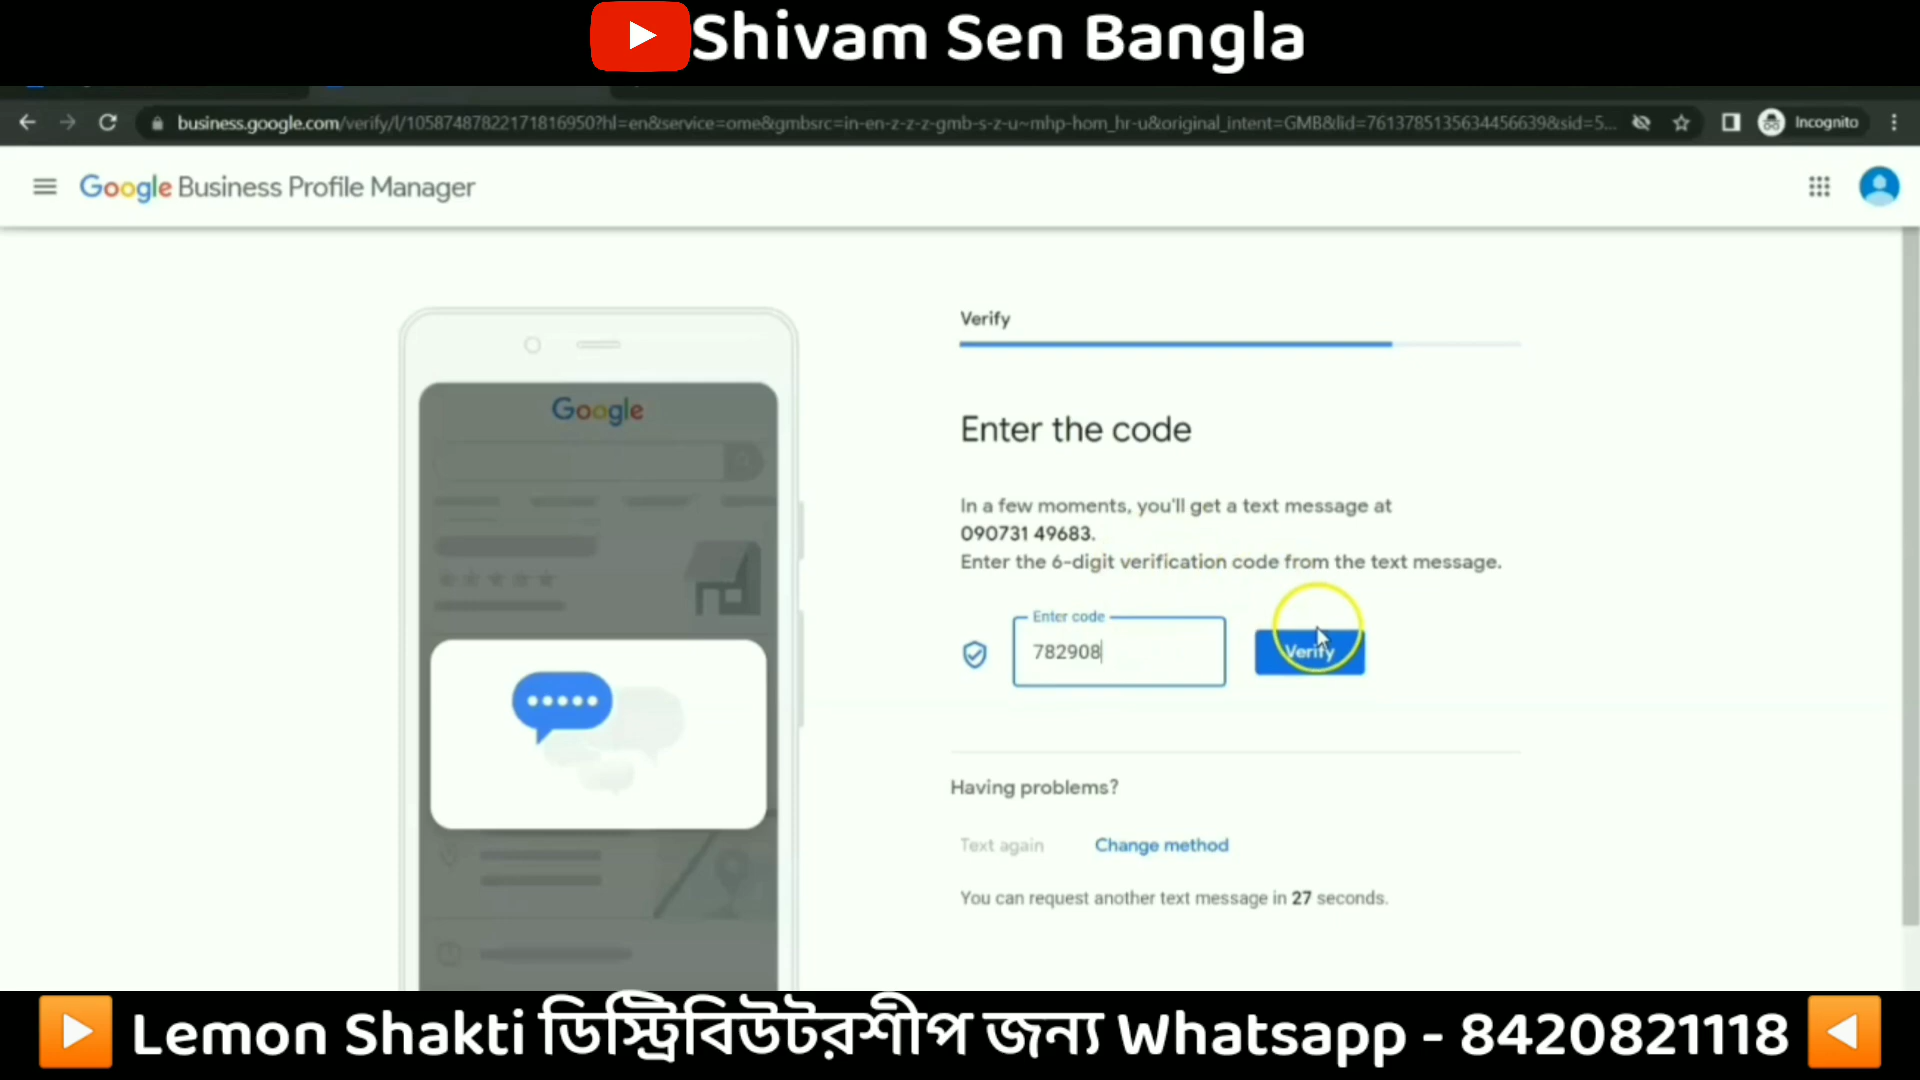 Shivam Sen Bangla
business.google.com/verify/l/10587487822171816950?hl=en&service=ome&gmbsrc=in-en-z-z-z-gmb-s-z-u~mhp-hom_hr-u&original_intent=GMB&lid=7613785135634456639&sid=5...
Incognito
Google Business Profile Manager
Verify
Google
Enter the code
In a few moments, you'll get a text message at
090731 49683.
Enter the 6-digit verification code from the text message.
Enter code
782908
Verify
Having problems?
Text again
Change method
You can request another text message in 27 seconds.
Lemon Shakti ডিস্ট্রিবিউটরশীপ জন্য Whatsapp - 8420821118